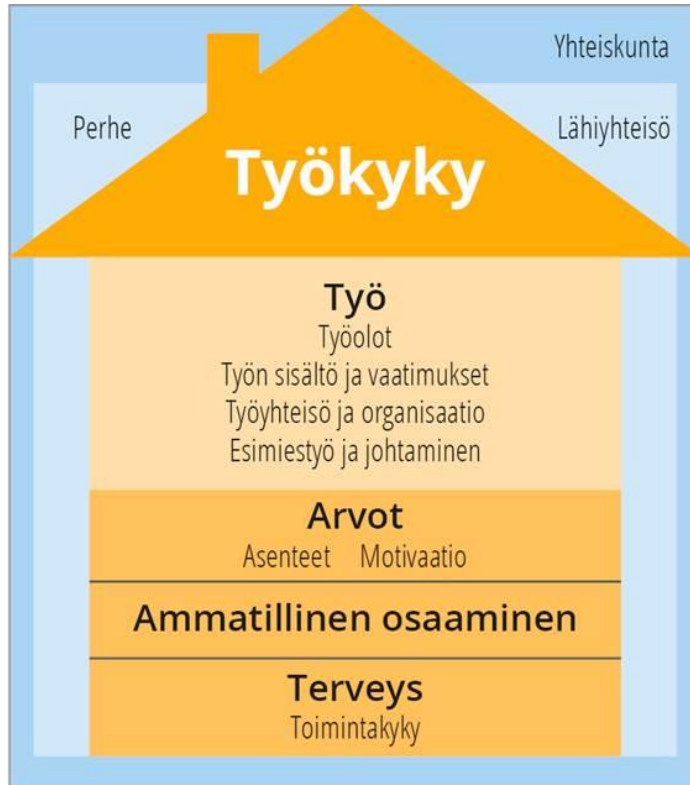 Yhteiskunta
Perhe
Lähiyhteisö
Työkyky
Työ
Työolot
Työn sisältö ja vaatimukset
Työyhteisö ja organisaatio
Esimiestyö ja johtaminen
Arvot
Asenteet Motivaatio
Ammatillinen osaaminen
Terveys
Toimintakyky